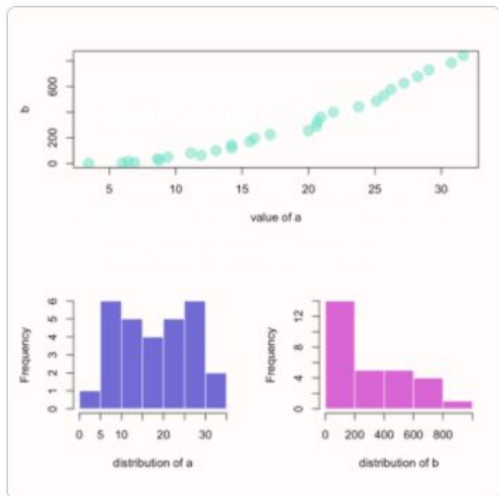 b
600
200
0
5 10 15 20 25 30
value of a
Frequency
6
5
4
3
2
1
0
0 5 10 20 30
distribution of a
Frequency
12
8
4
0
0 200 400 600 800
distribution of b